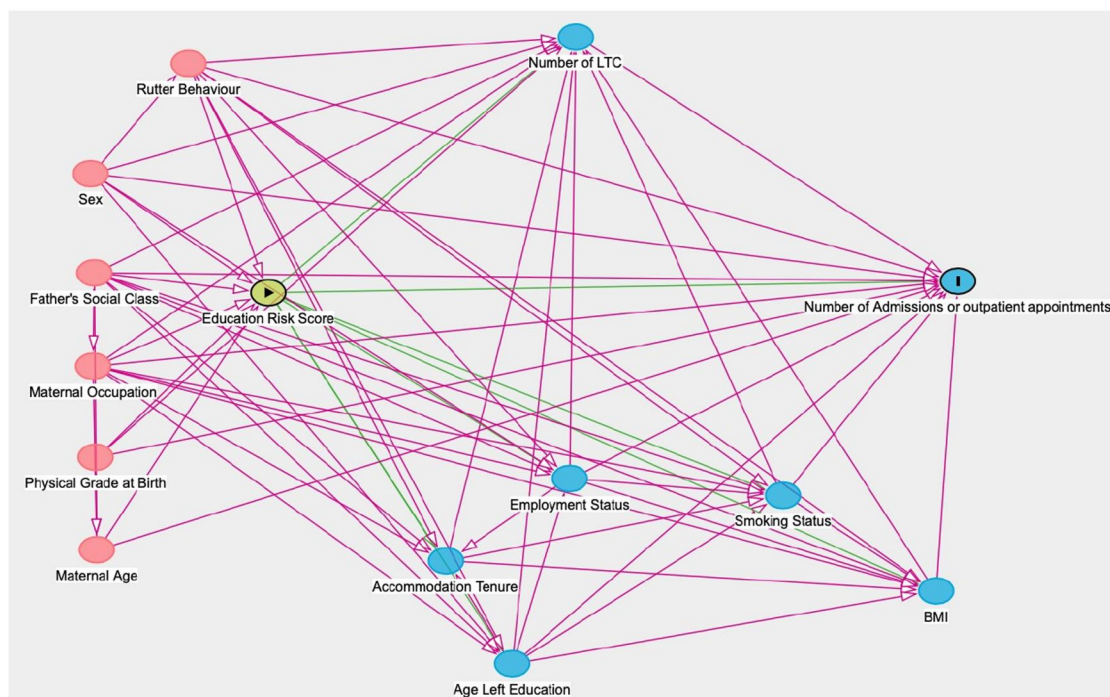 Number of LTC
Rutter Behaviour
Sex
Father's Social Class
Education Risk Score
Number of Admissions or outpatient appointments
Maternal Occupation
Physical Grade at Birth
Employment Status
Smoking Status
Maternal Age
Accommodation Tenure
BMI
Age Left Education